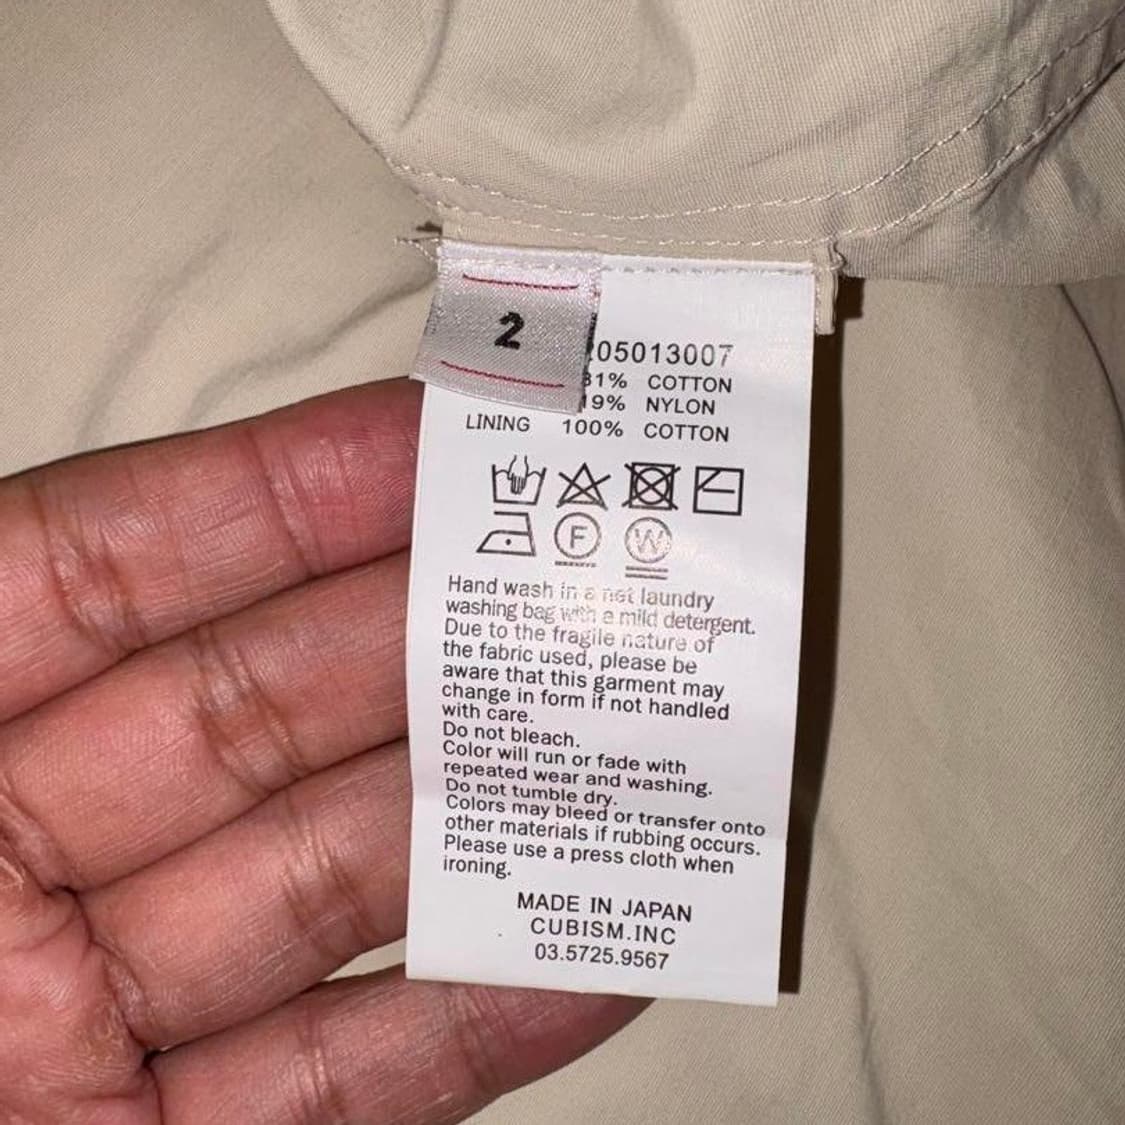 2
05013007
81% COTTON
19% NYLON
LINING 100% COTTON
F
W
Hand wash in a net laundry
washing bag with a mild detergent.
Due to the fragile nature of
the fabric used, please be
aware that this garment may
change in form if not handled
with care.
Do not bleach.
Color will run or fade with
repeated wear and washing.
Do not tumble dry.
Colors may bleed or transfer onto
other materials if rubbing occurs.
Please use a press cloth when
ironing.
MADE IN JAPAN
CUBISM.INC
03.5725.9567